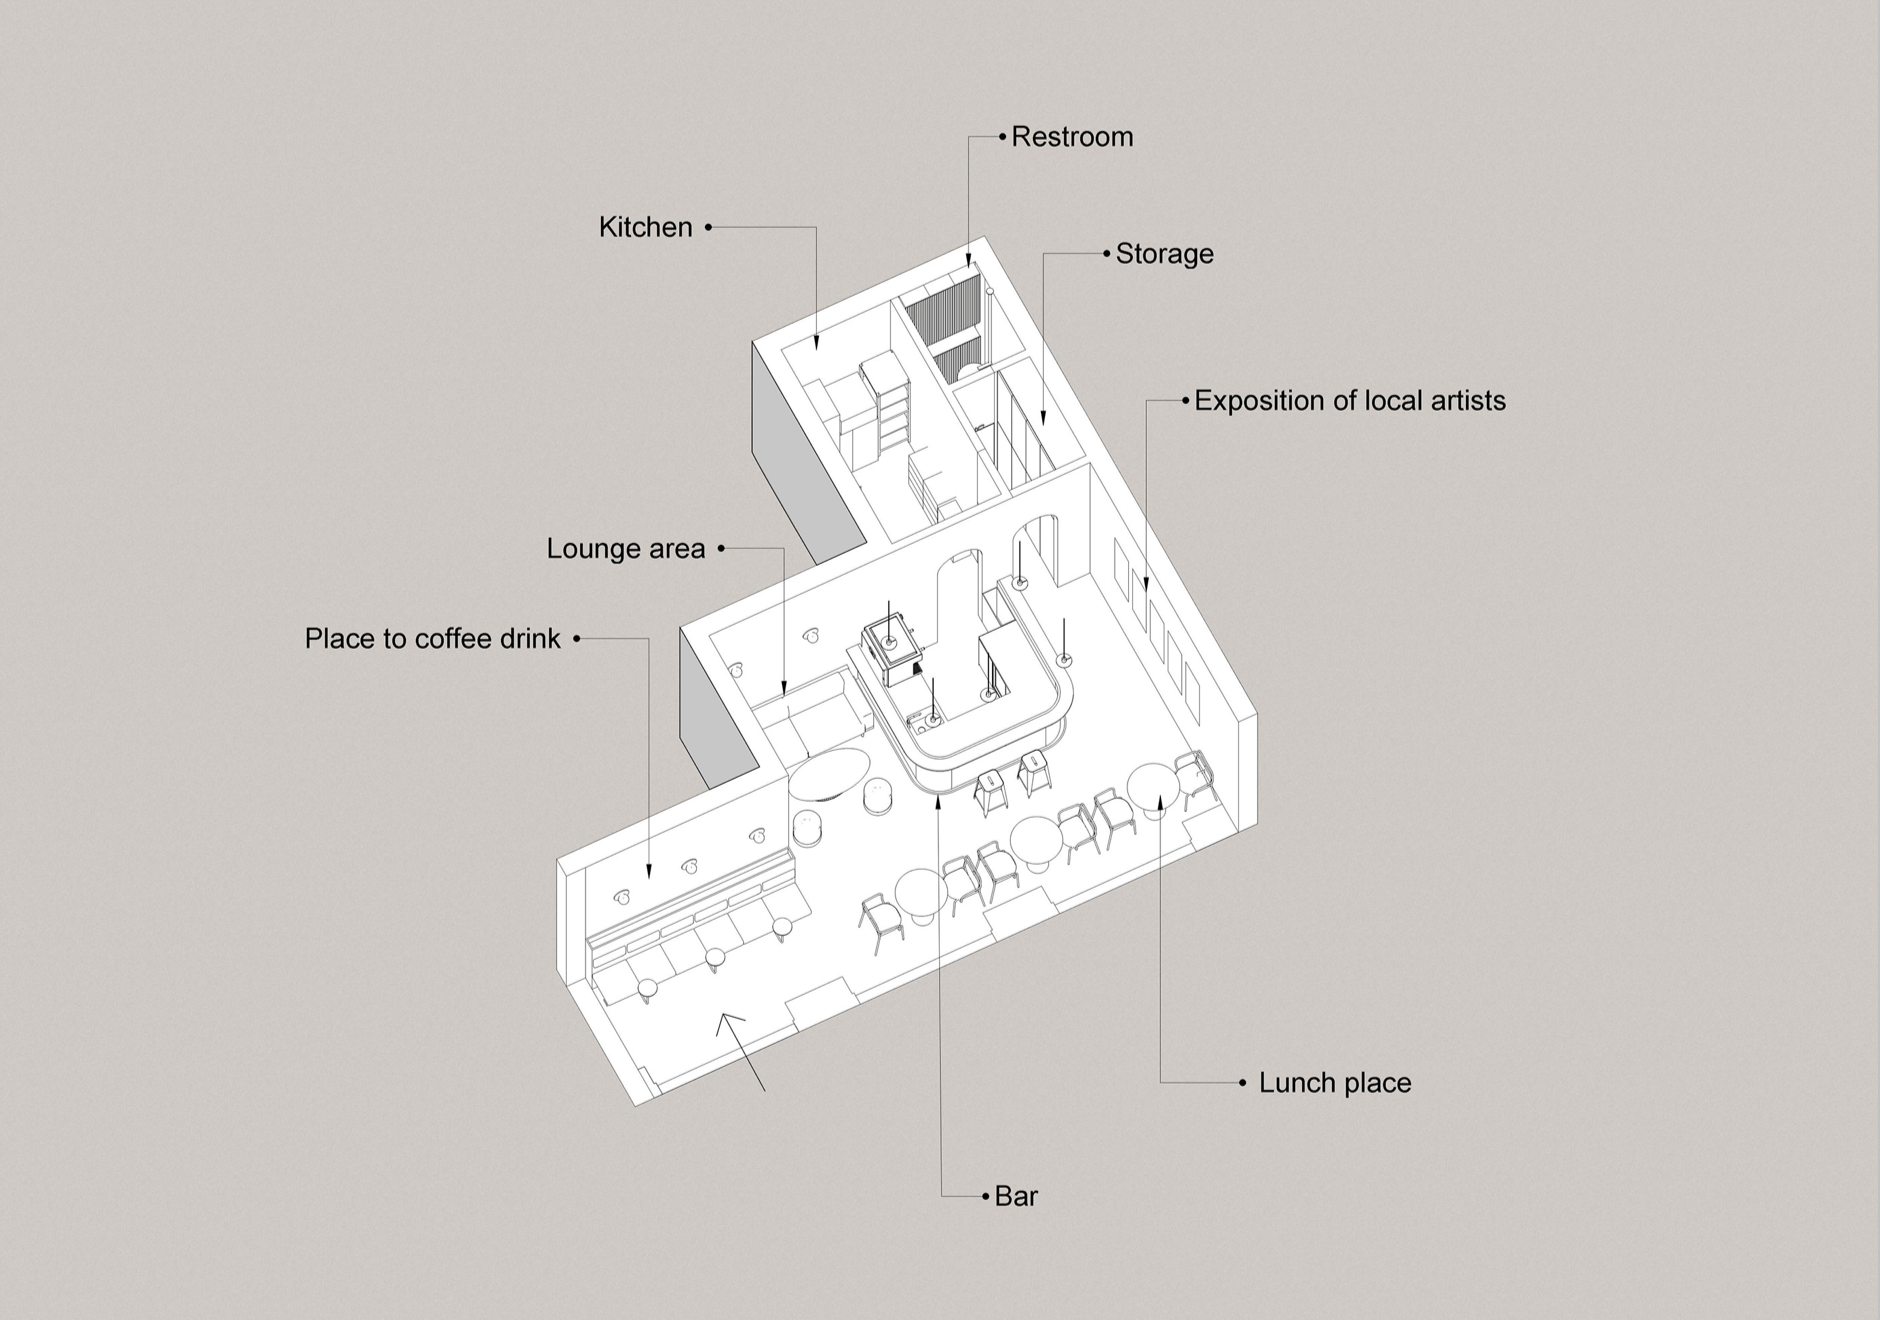 Restroom
Kitchen
Storage
Exposition of local artists
Lounge area
Place to coffee drink
Lunch place
Bar